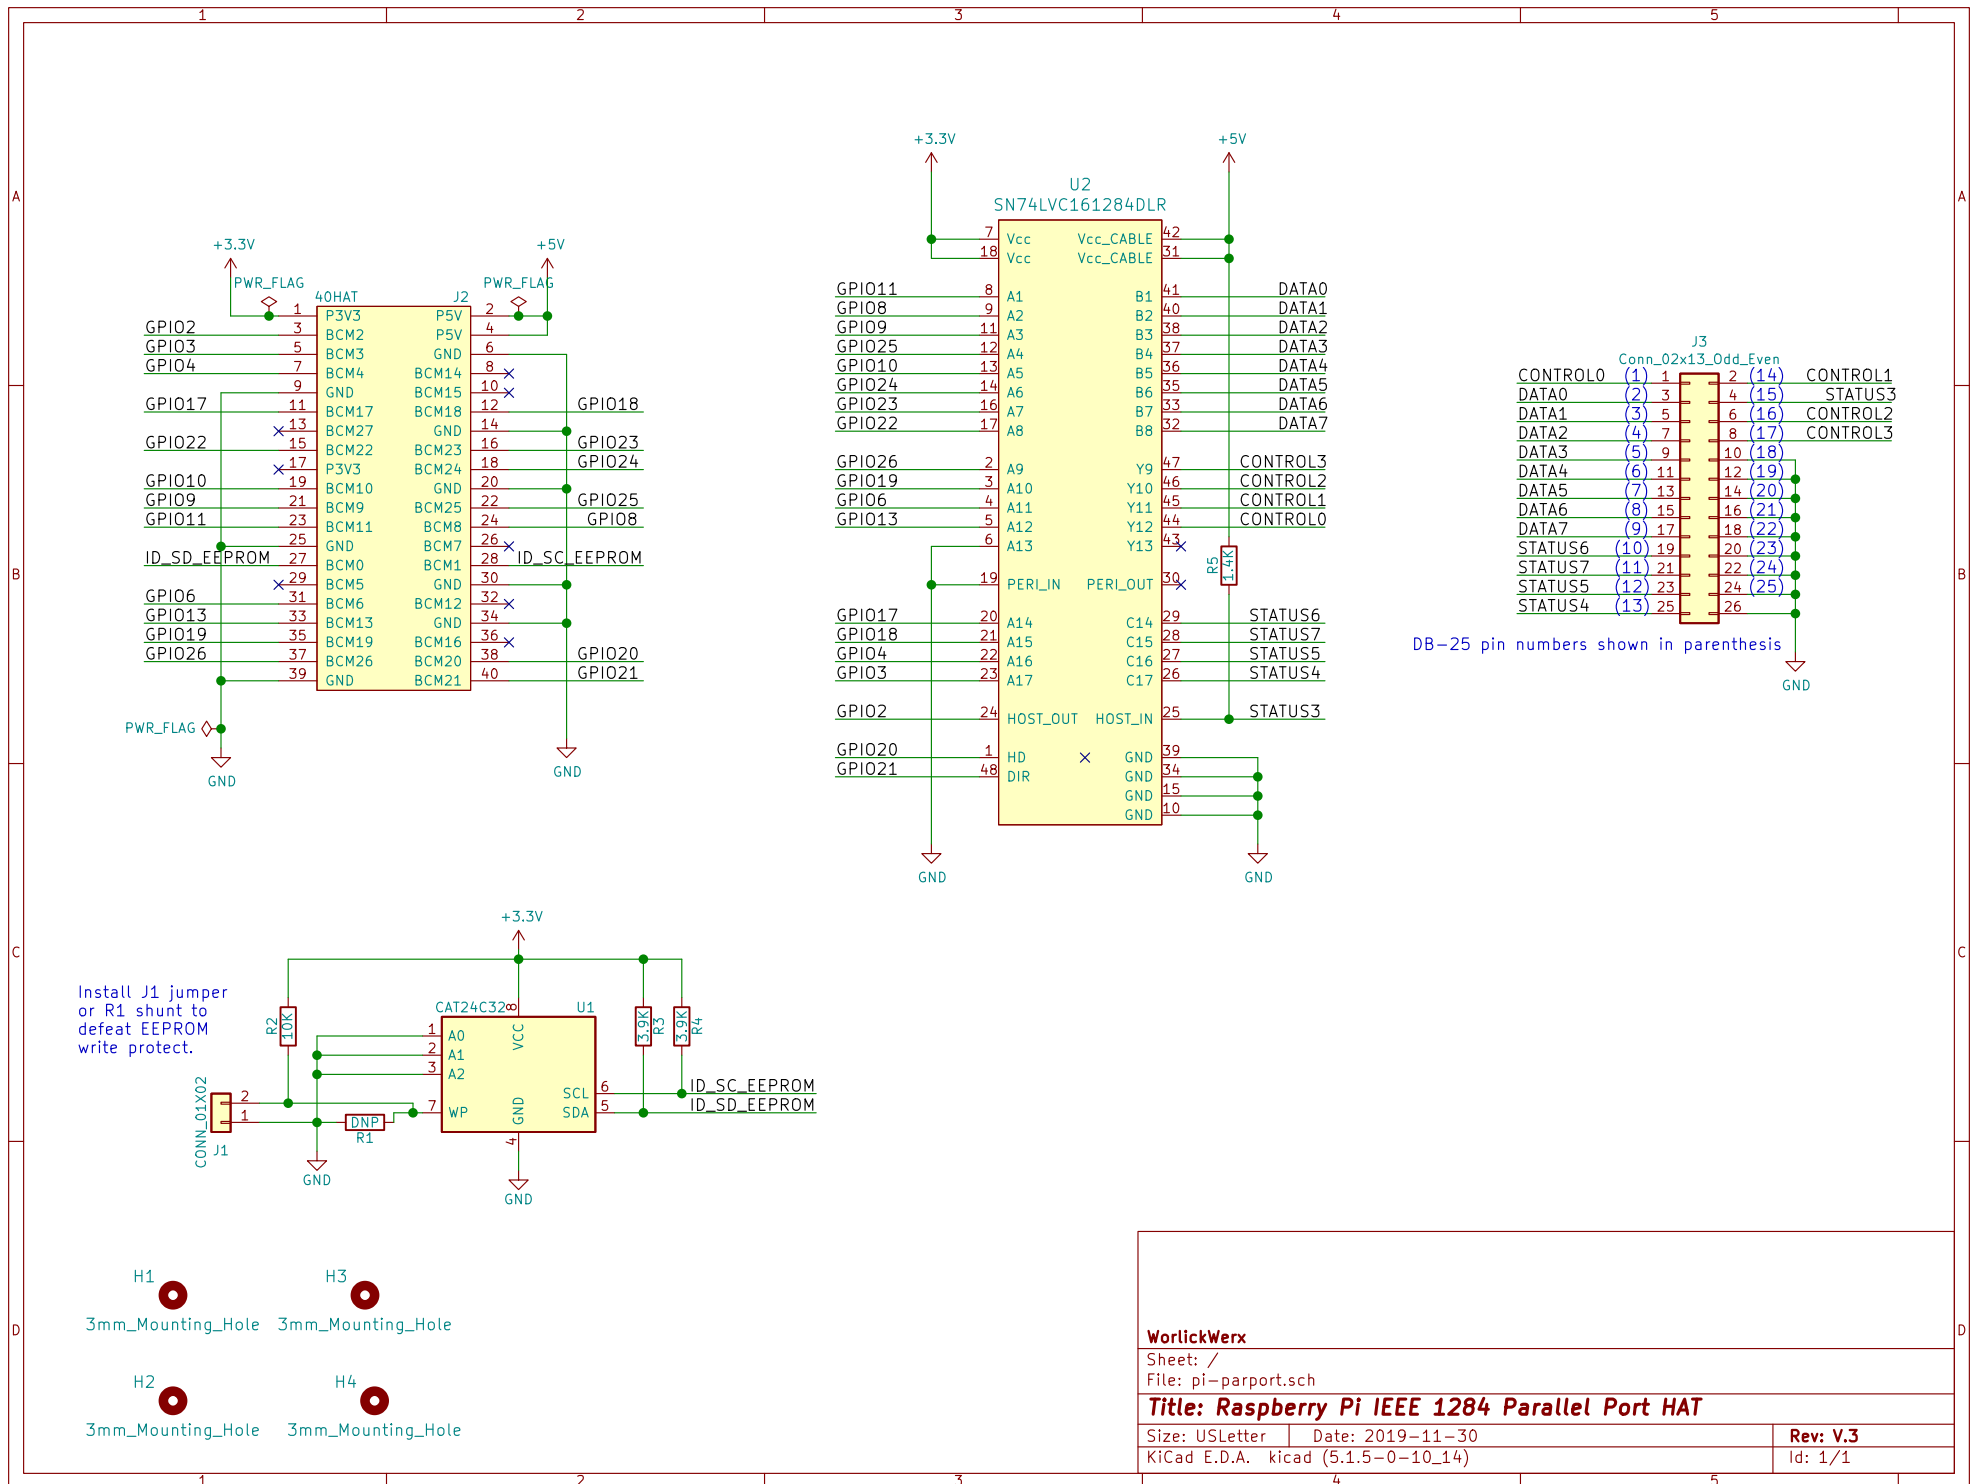 1 2 3 4 5
A A
B B
C C
D D
+3.3V
PWR_FLAG
+5V
PWR_FLAG
40HAT J2
1 P3V3 P5V 2
GPIO2 3 BCM2 P5V 4
GPIO3 5 BCM3 GND 6
GPIO4 7 BCM4 BCM14 8
9 GND BCM15 10
GPIO17 11 BCM17 BCM18 12 GPIO18
13 BCM27 GND 14
GPIO22 15 BCM22 BCM23 16 GPIO23
17 P3V3 BCM24 18 GPIO24
GPIO10 19 BCM10 GND 20
GPIO9 21 BCM9 BCM25 22 GPIO25
GPIO11 23 BCM11 BCM8 24 GPIO8
25 GND BCM7 26
ID_SD_EEPROM 27 BCM0 BCM1 28 ID_SC_EEPROM
29 BCM5 GND 30
GPIO6 31 BCM6 BCM12 32
GPIO13 33 BCM13 GND 34
GPIO19 35 BCM19 BCM16 36
GPIO26 37 BCM26 BCM20 38 GPIO20
39 GND BCM21 40 GPIO21
PWR_FLAG
GND
GND
+3.3V
+5V
U2
SN74LVC161284DLR
7 Vcc Vcc_CABLE 42
18 Vcc Vcc_CABLE 31
GPIO11 8 A1 B1 41 DATA0
GPIO8 9 A2 B2 40 DATA1
GPIO9 11 A3 B3 38 DATA2
GPIO25 12 A4 B4 37 DATA3
GPIO10 13 A5 B5 36 DATA4
GPIO24 14 A6 B6 35 DATA5
GPIO23 16 A7 B7 33 DATA6
GPIO22 17 A8 B8 32 DATA7
GPIO26 2 A9 Y9 47 CONTROL3
GPIO19 3 A10 Y10 46 CONTROL2
GPIO6 4 A11 Y11 45 CONTROL1
GPIO13 5 A12 Y12 44 CONTROL0
6 A13 Y13 43
19 PERI_IN PERI_OUT 30
R5 1.4K
GPIO17 20 A14 C14 29 STATUS6
GPIO18 21 A15 C15 28 STATUS7
GPIO4 22 A16 C16 27 STATUS5
GPIO3 23 A17 C17 26 STATUS4
GPIO2 24 HOST_OUT HOST_IN 25 STATUS3
GPIO20 1 HD GND 39
GPIO21 48 DIR GND 34
GND 15
GND 10
GND
GND
J3
Conn_02x13_Odd_Even
CONTROL0 (1) 1 2 (14) CONTROL1
DATA0 (2) 3 4 (15) STATUS3
DATA1 (3) 5 6 (16) CONTROL2
DATA2 (4) 7 8 (17) CONTROL3
DATA3 (5) 9 10 (18)
DATA4 (6) 11 12 (19)
DATA5 (7) 13 14 (20)
DATA6 (8) 15 16 (21)
DATA7 (9) 17 18 (22)
STATUS6 (10) 19 20 (23)
STATUS7 (11) 21 22 (24)
STATUS5 (12) 23 24 (25)
STATUS4 (13) 25 26
DB-25 pin numbers shown in parenthesis
GND
+3.3V
Install J1 jumper
or R1 shunt to
defeat EEPROM
write protect.
R2 10K
CAT24C32 U1
8 VCC
1 A0
2 A1
3 A2
7 WP
SCL 6 ID_SC_EEPROM
SDA 5 ID_SD_EEPROM
GND 4
3.9K R3
3.9K R4
CONN_01X02
2
1
J1
DNP
R1
GND
GND
H1
3mm_Mounting_Hole
H3
3mm_Mounting_Hole
H2
3mm_Mounting_Hole
H4
3mm_Mounting_Hole
WorlickWerx
Sheet: /
File: pi-parport.sch
Title: Raspberry Pi IEEE 1284 Parallel Port HAT
Size: USLetter Date: 2019-11-30 Rev: V.3
KiCad E.D.A. kicad (5.1.5-0-10_14) Id: 1/1
1 2 3 4 5